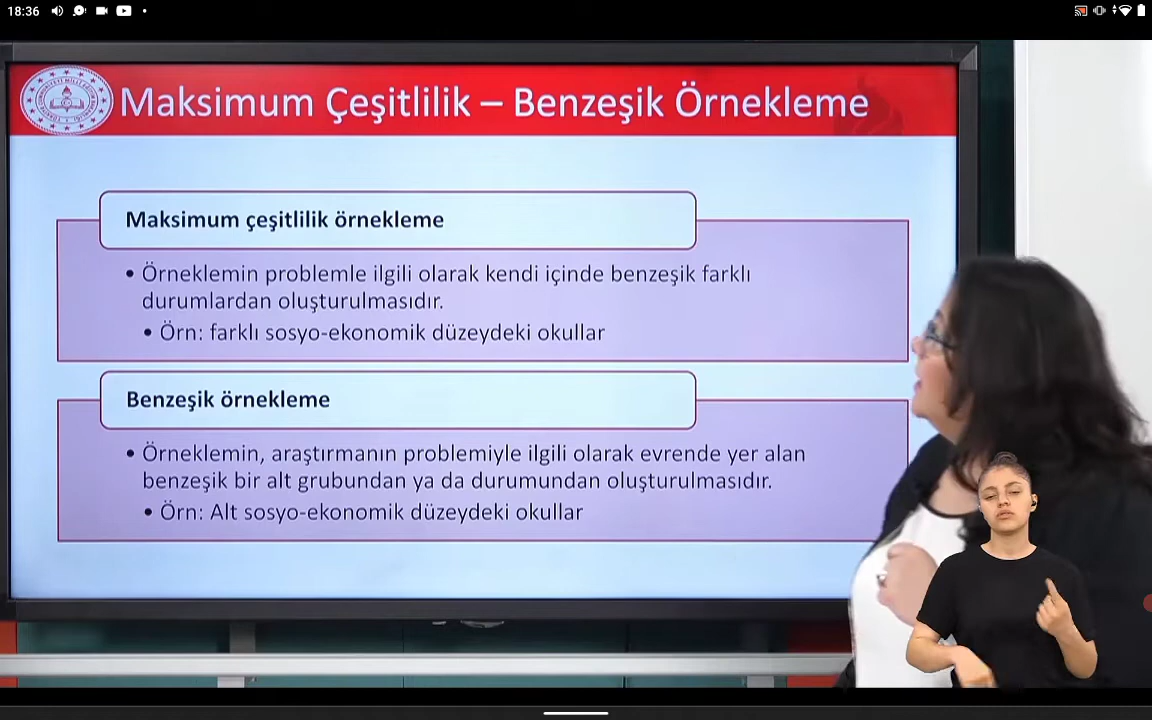 18:36
Maksimum Çeşitlilik – Benzeşik Örnekleme
Maksimum çeşitlilik örnekleme
• Örneklemin problemle ilgili olarak kendi içinde benzeşik farklı
durumlardan oluşturulmasıdır.
• Örn: farklı sosyo-ekonomik düzeydeki okullar
Benzeşik örnekleme
• Örneklemin, araştırmanın problemiyle ilgili olarak evrende yer alan
benzeşik bir alt grubundan ya da durumundan oluşturulmasıdır.
• Örn: Alt sosyo-ekonomik düzeydeki okullar